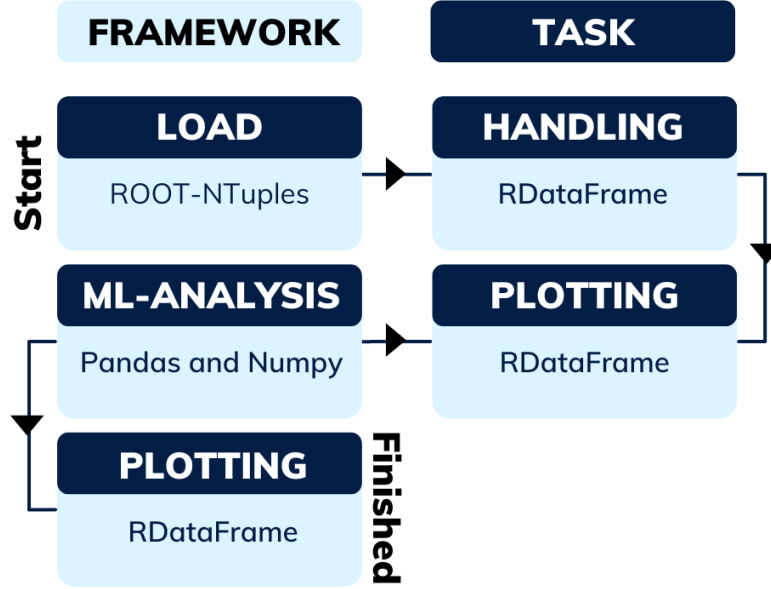 FRAMEWORK
TASK
Start
LOAD
ROOT-NTuples
HANDLING
RDataFrame
ML-ANALYSIS
Pandas and Numpy
PLOTTING
RDataFrame
PLOTTING
RDataFrame
Finished